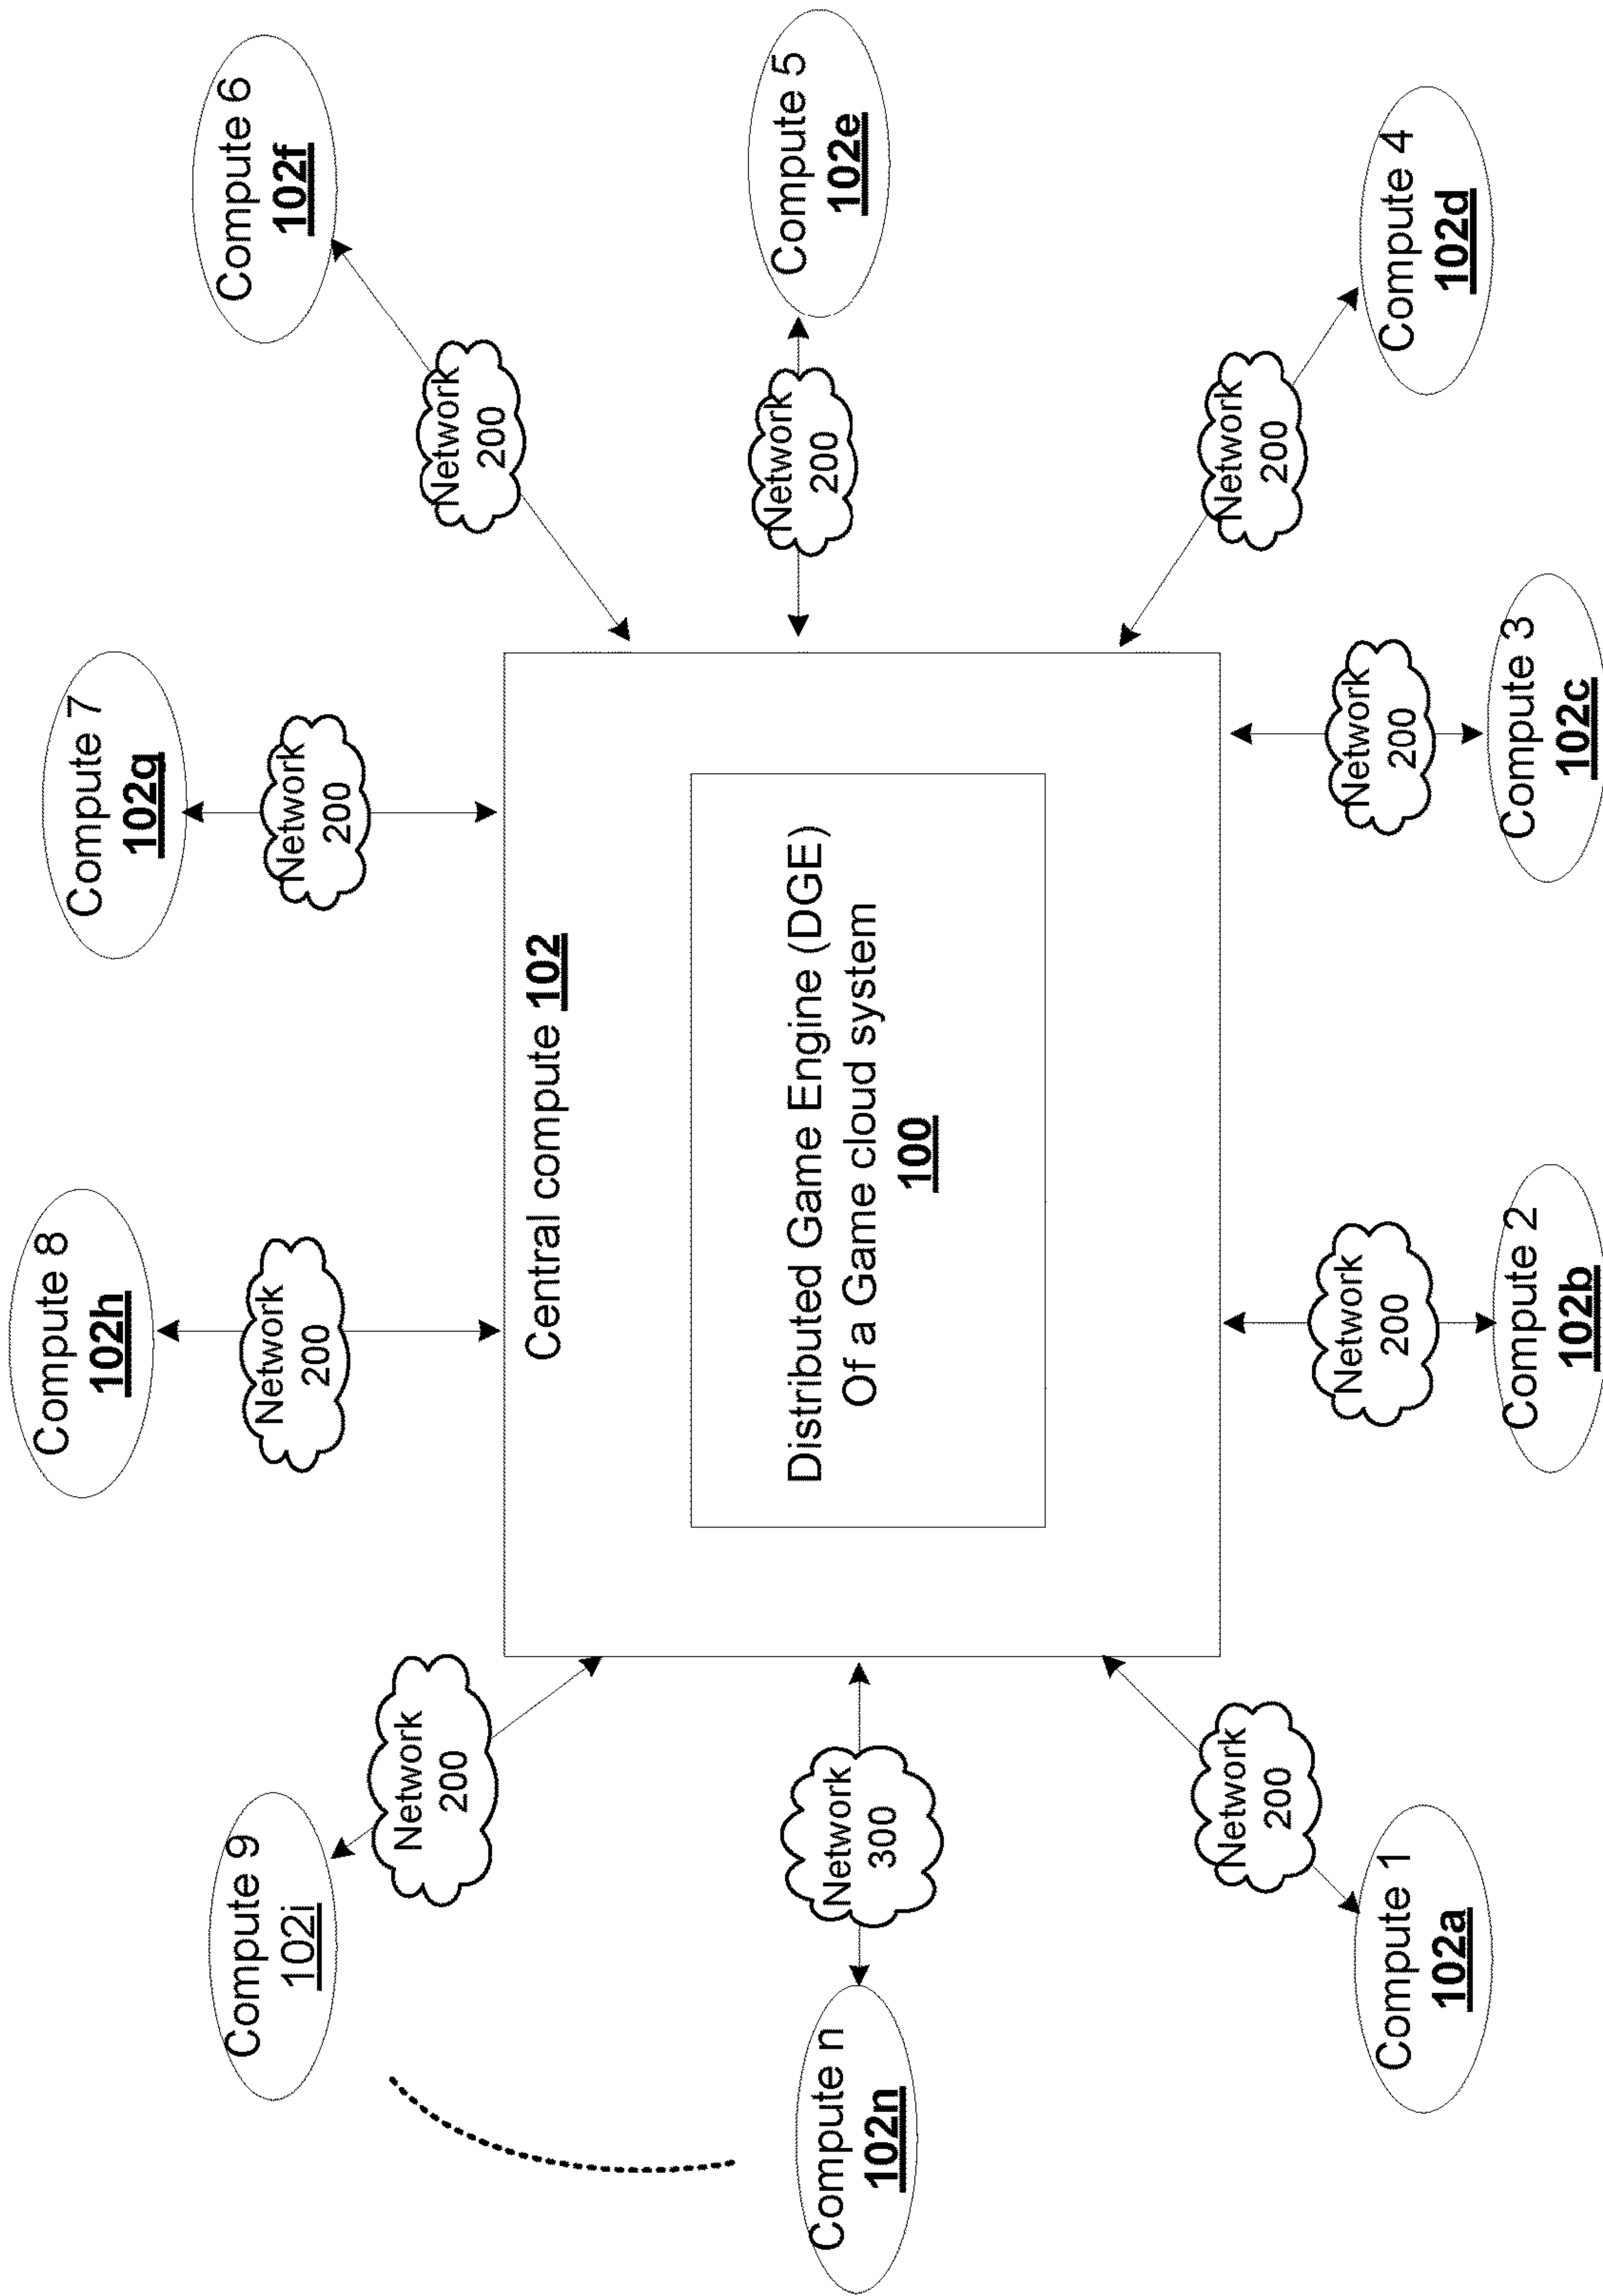 Compute 8
102h
Compute 7
102g
Compute 9
102i
Compute 6
102f
Network
200
Network
200
Network
200
Network
200
Central compute 102
Compute n
102n
Network
300
Distributed Game Engine (DGE)
Of a Game cloud system
100
Network
200
Compute 5
102e
Compute 1
102a
Network
200
Network
200
Compute 4
102d
Network
200
Network
200
Compute 2
102b
Compute 3
102c